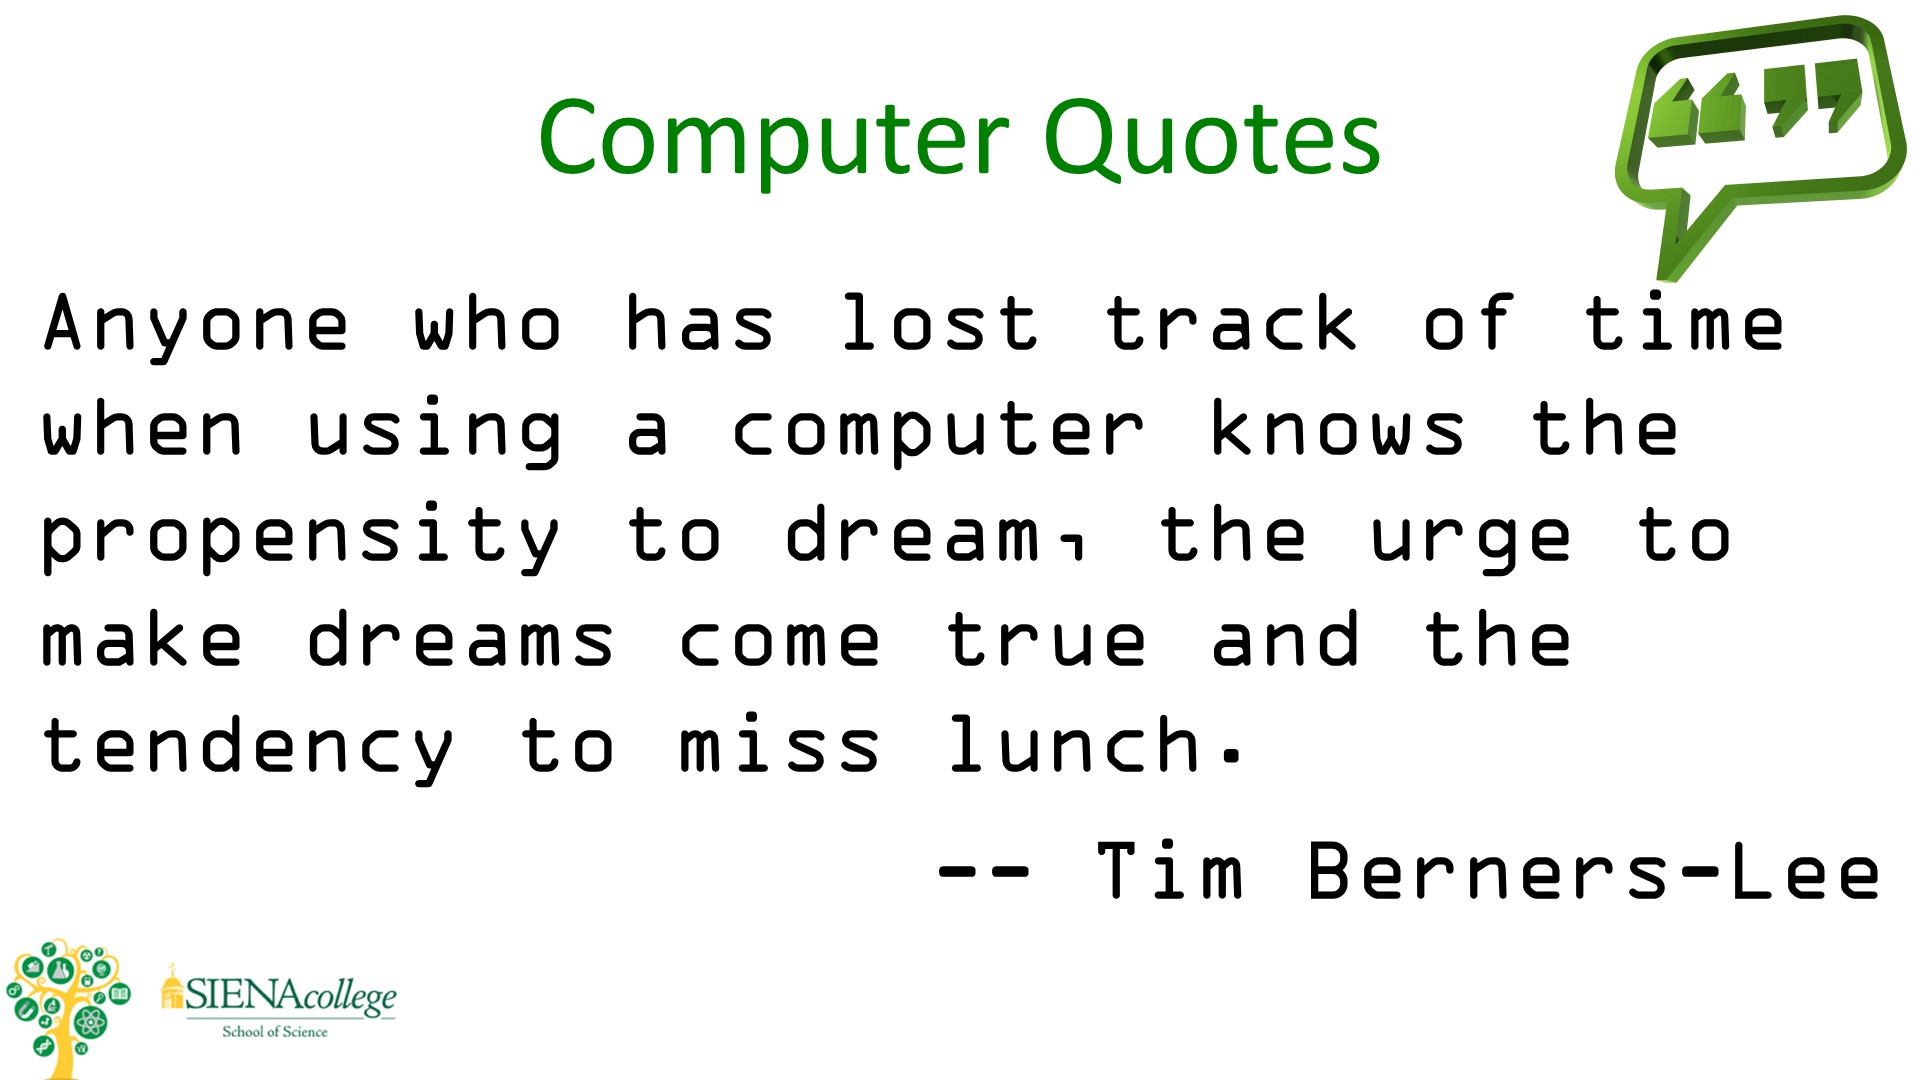 Computer Quotes
Anyone who has lost track of time
when using a computer knows the
propensity to dream, the urge to
make dreams come true and the
tendency to miss lunch.
-- Tim Berners-Lee
SIENAcollege
School of Science